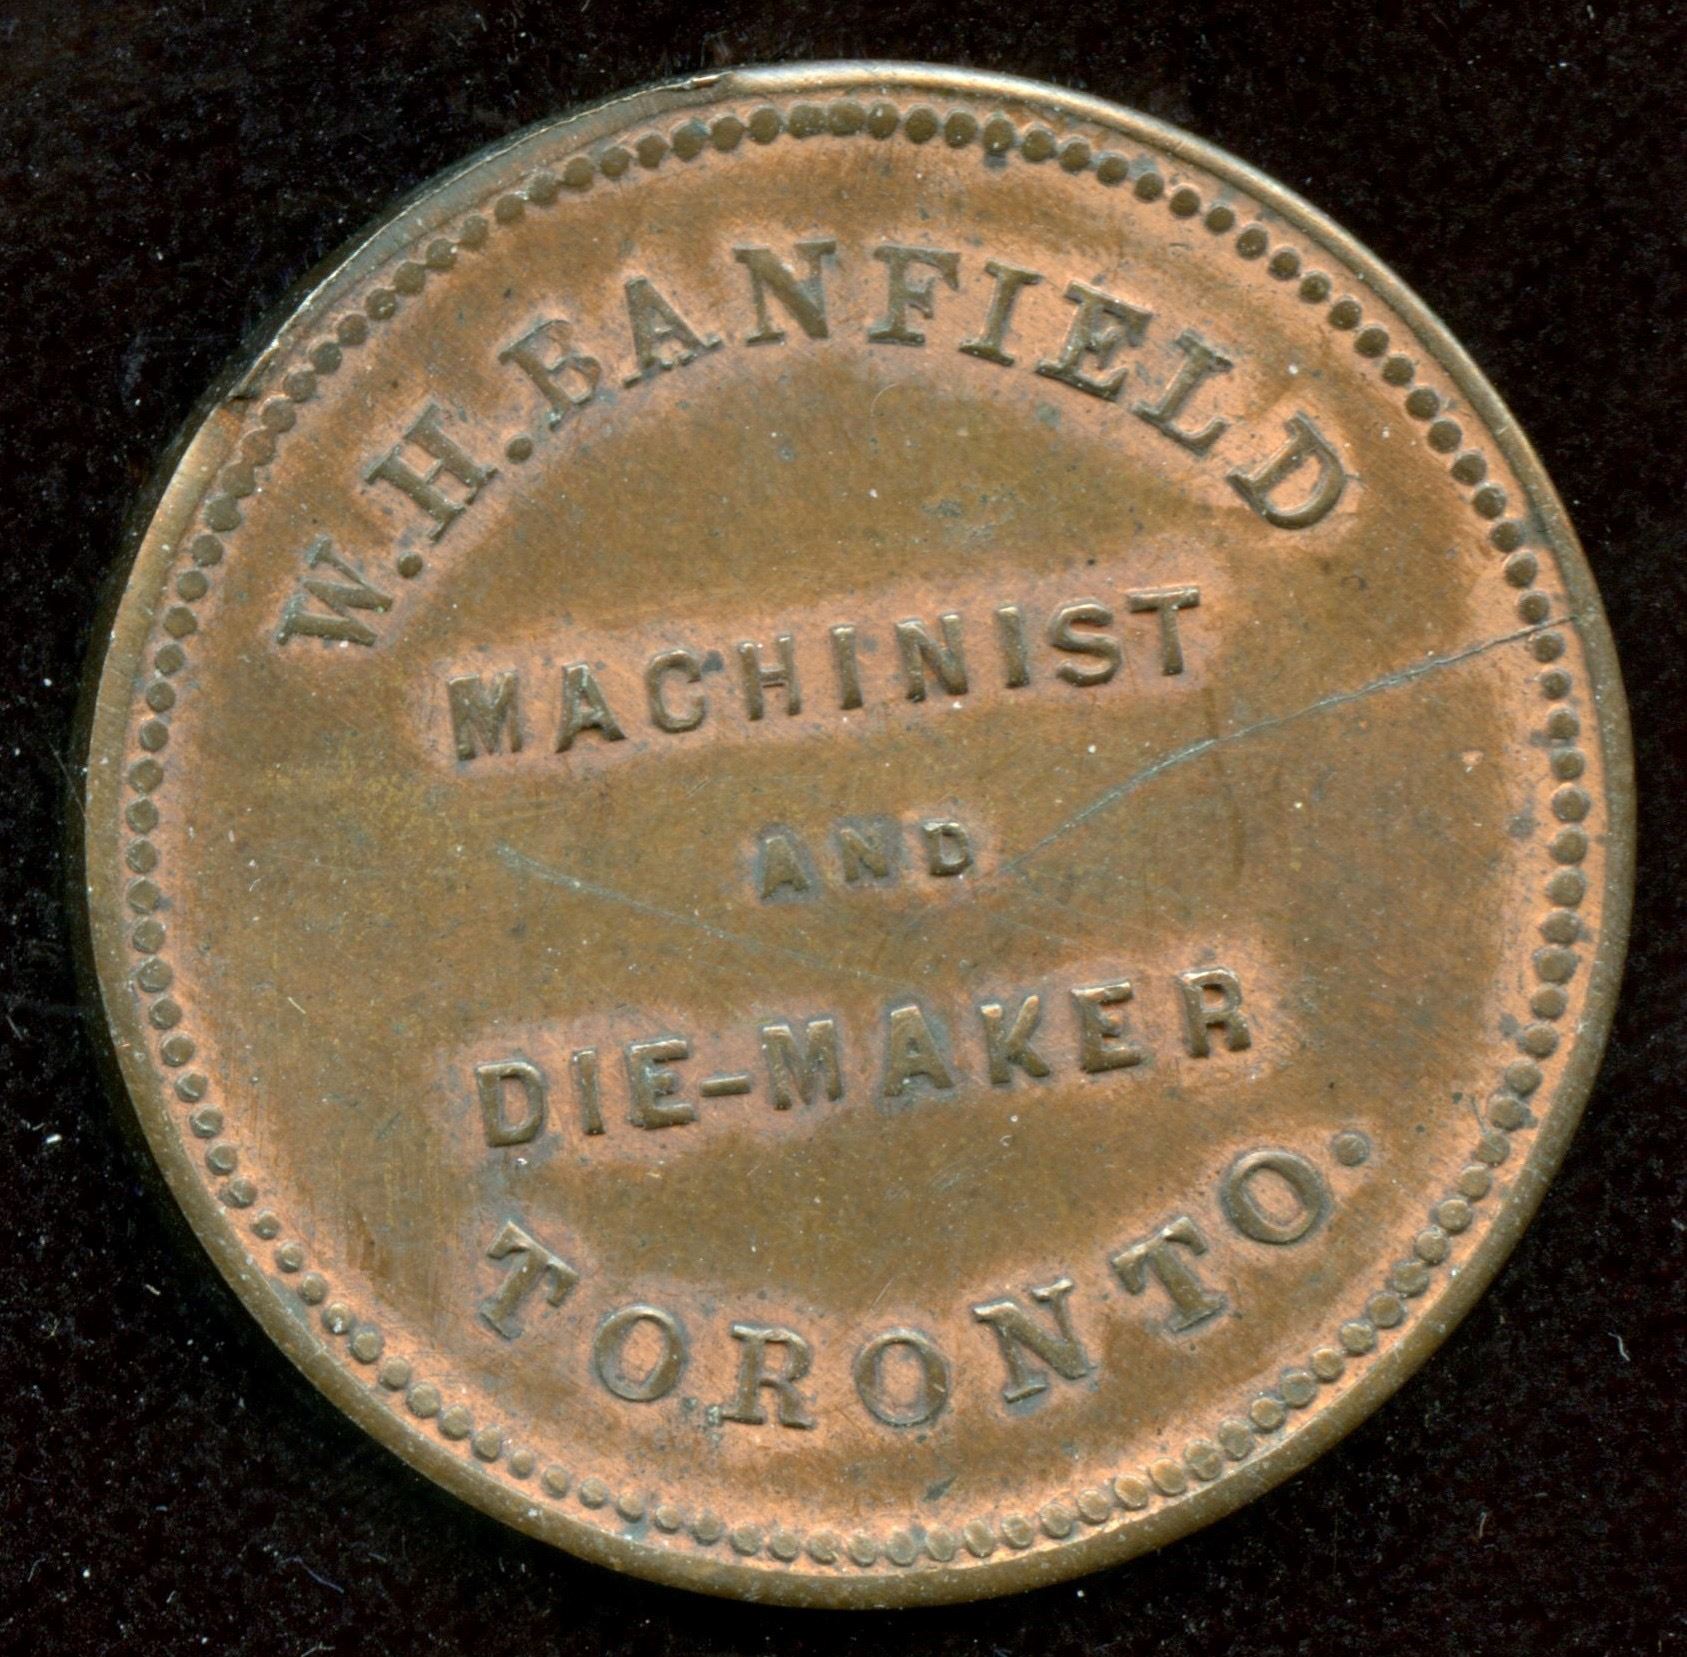 W.H.BANFIELD
MACHINIST
AND
DIE-MAKER
TORONTO.